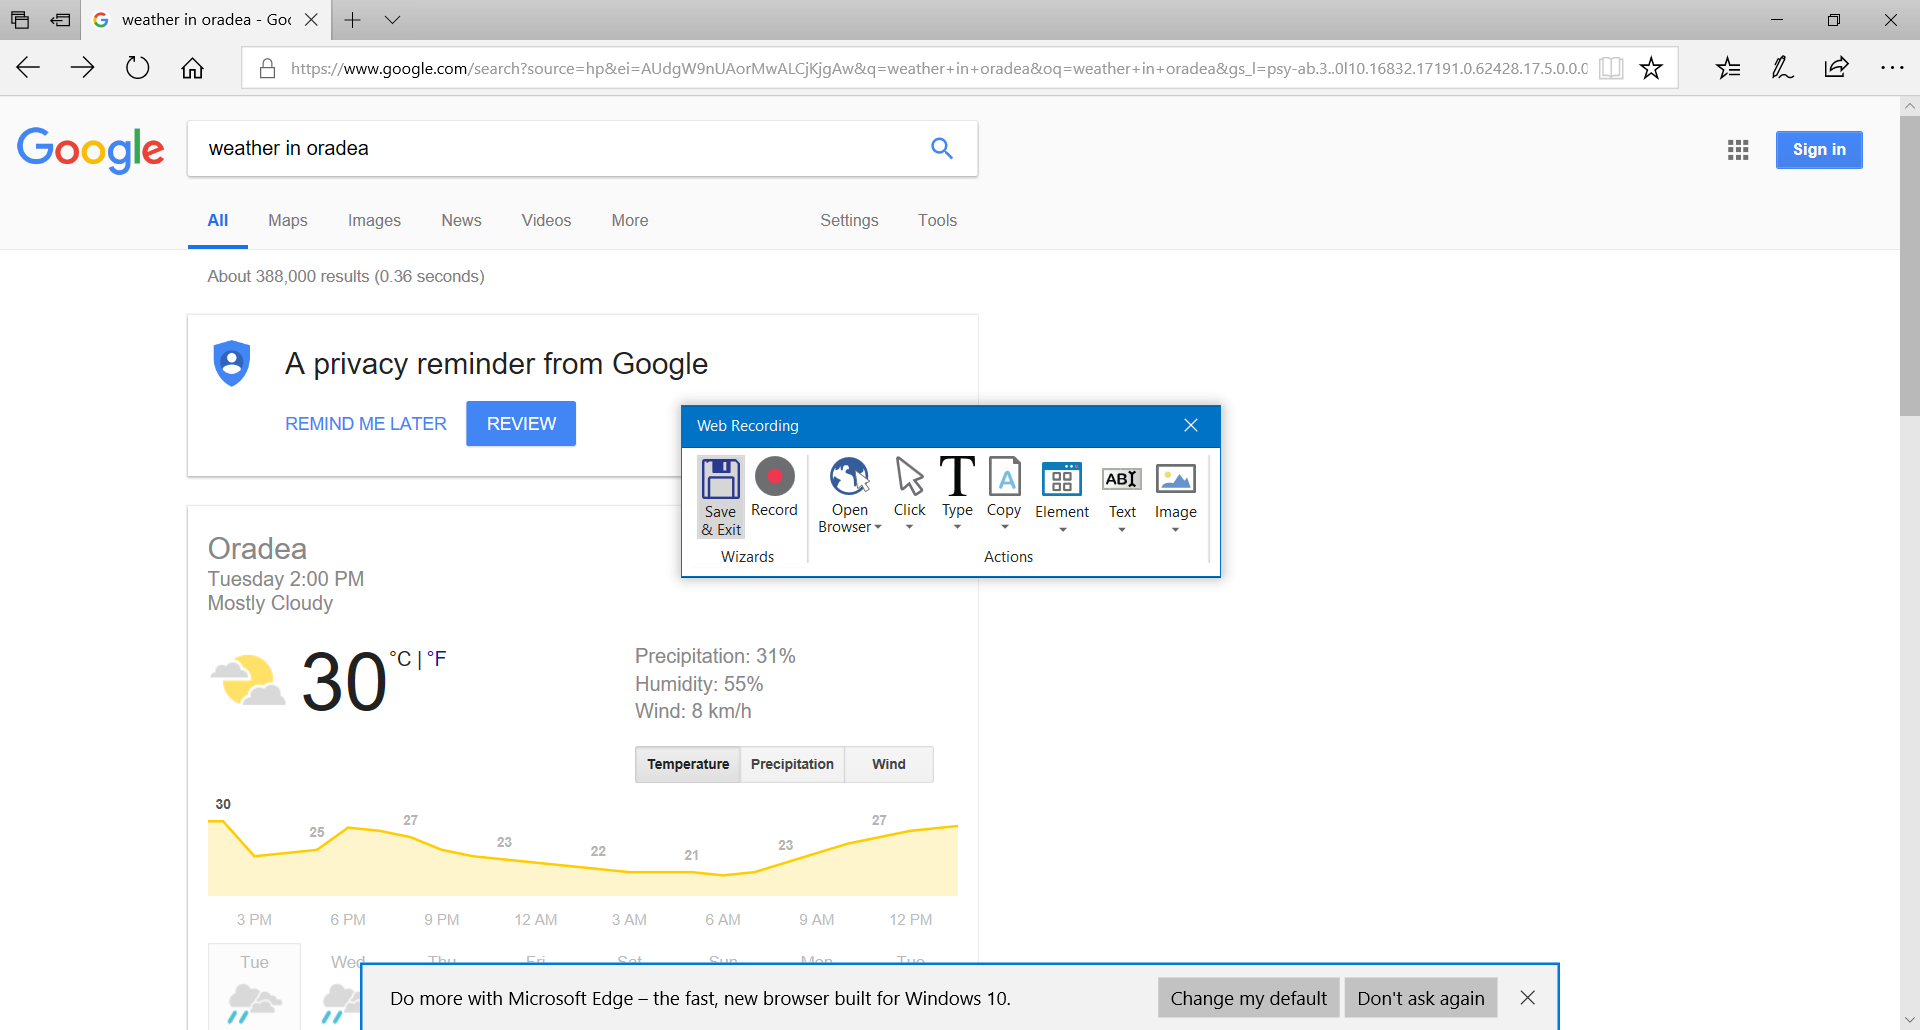 weather in oradea - Goo
https://www.google.com/search?source=hp&ei=AUdgW9nUAorMwALCjKjgAw&q=weather+in+oradea&oq=weather+in+oradea&gs_l=psy-ab.3..0l10.16832.17191.0.62428.17.5.0.0.0
Google
weather in oradea
Sign in
All Maps Images News Videos More Settings Tools
About 388,000 results (0.36 seconds)
A privacy reminder from Google
REMIND ME LATER REVIEW
Web Recording
Save & Exit
Record
Open Browser
Click
Type
Copy
Element
ABI
Text
Image
Wizards
Actions
Oradea
Tuesday 2:00 PM
Mostly Cloudy
30 °C | °F
Precipitation: 31%
Humidity: 55%
Wind: 8 km/h
Temperature Precipitation Wind
30 25 27 23 22 21 23 27
3 PM 6 PM 9 PM 12 AM 3 AM 6 AM 9 AM 12 PM
Tue Wed Thu Fri Sat Sun Mon Tue
Do more with Microsoft Edge – the fast, new browser built for Windows 10.
Change my default
Don't ask again